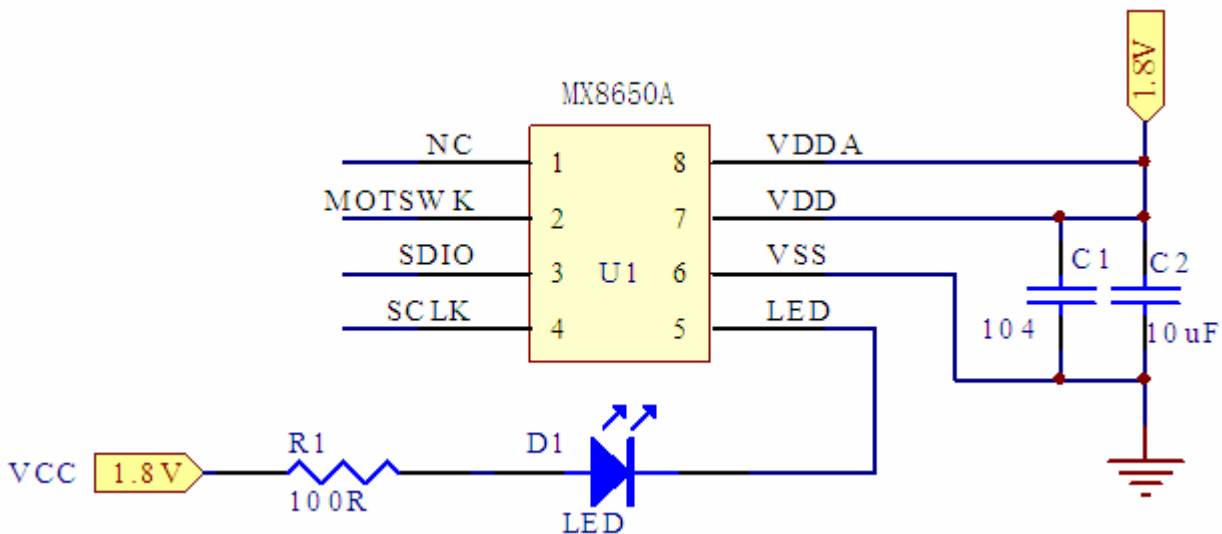 1.8V
MX8650A
NC 1 8 VDDA
MOTSWK 2 7 VDD
SDIO 3 U1 6 VSS C1 C2
SCLK 4 5 LED 104 10uF
R1 D1
VCC 1.8V
100R
LED